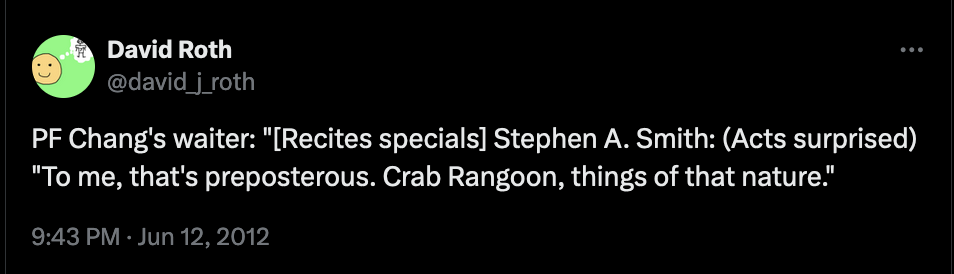 David Roth
@david_j_roth
PF Chang's waiter: "[Recites specials] Stephen A. Smith: (Acts surprised)
"To me, that's preposterous. Crab Rangoon, things of that nature."
9:43 PM · Jun 12, 2012